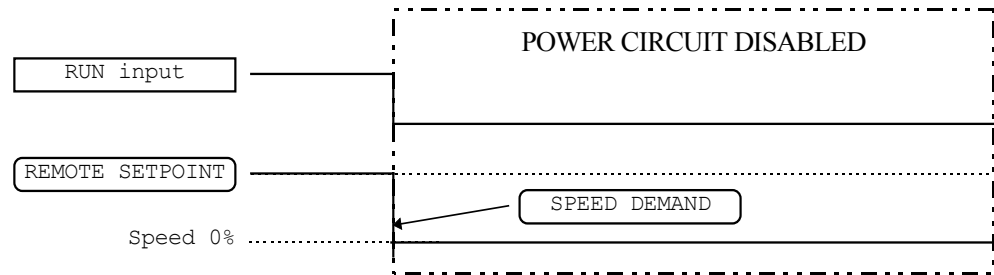 POWER CIRCUIT DISABLED
RUN input
REMOTE SETPOINT
SPEED DEMAND
Speed 0%